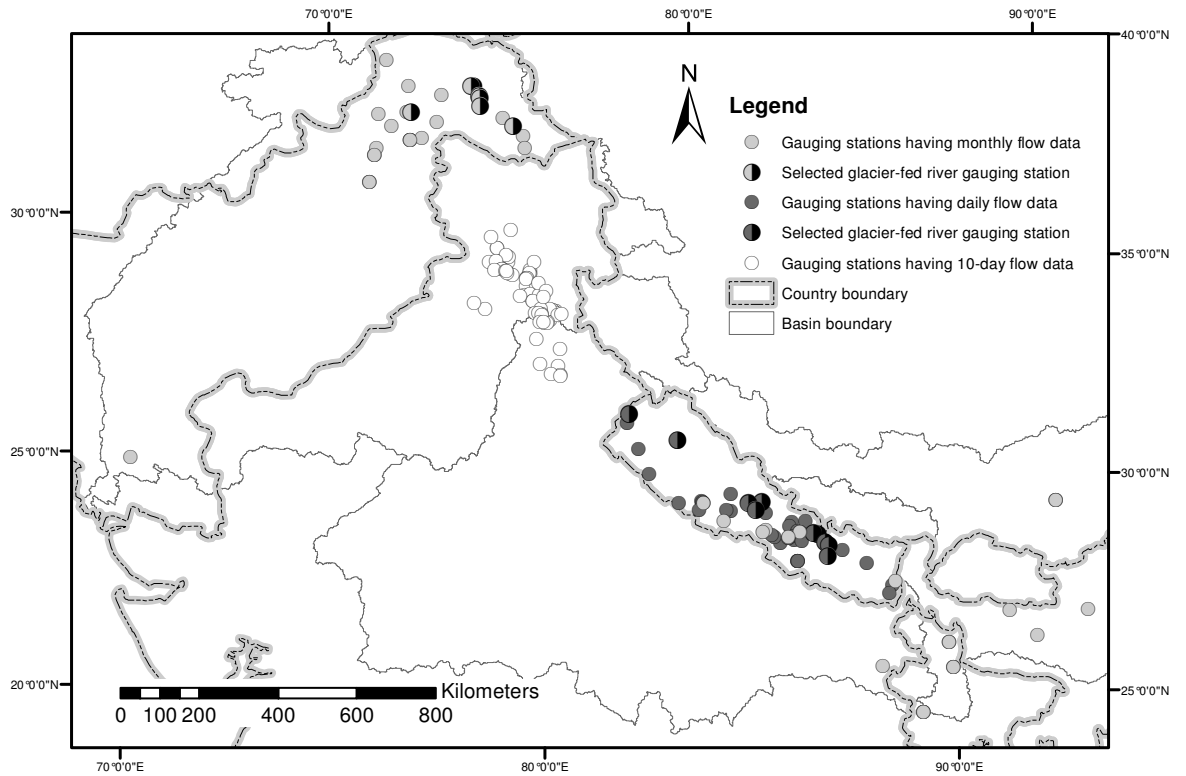 70°0'0"E 80°0'0"E 90°0'0"E
40°0'0"N
N
Legend
Gauging stations having monthly flow data
Selected glacier-fed river gauging station
Gauging stations having daily flow data
Selected glacier-fed river gauging station
Gauging stations having 10-day flow data
Country boundary
Basin boundary
30°0'0"N
35°0'0"N
25°0'0"N
30°0'0"N
20°0'0"N
25°0'0"N
Kilometers
0 100 200 400 600 800
70°0'0"E 80°0'0"E 90°0'0"E